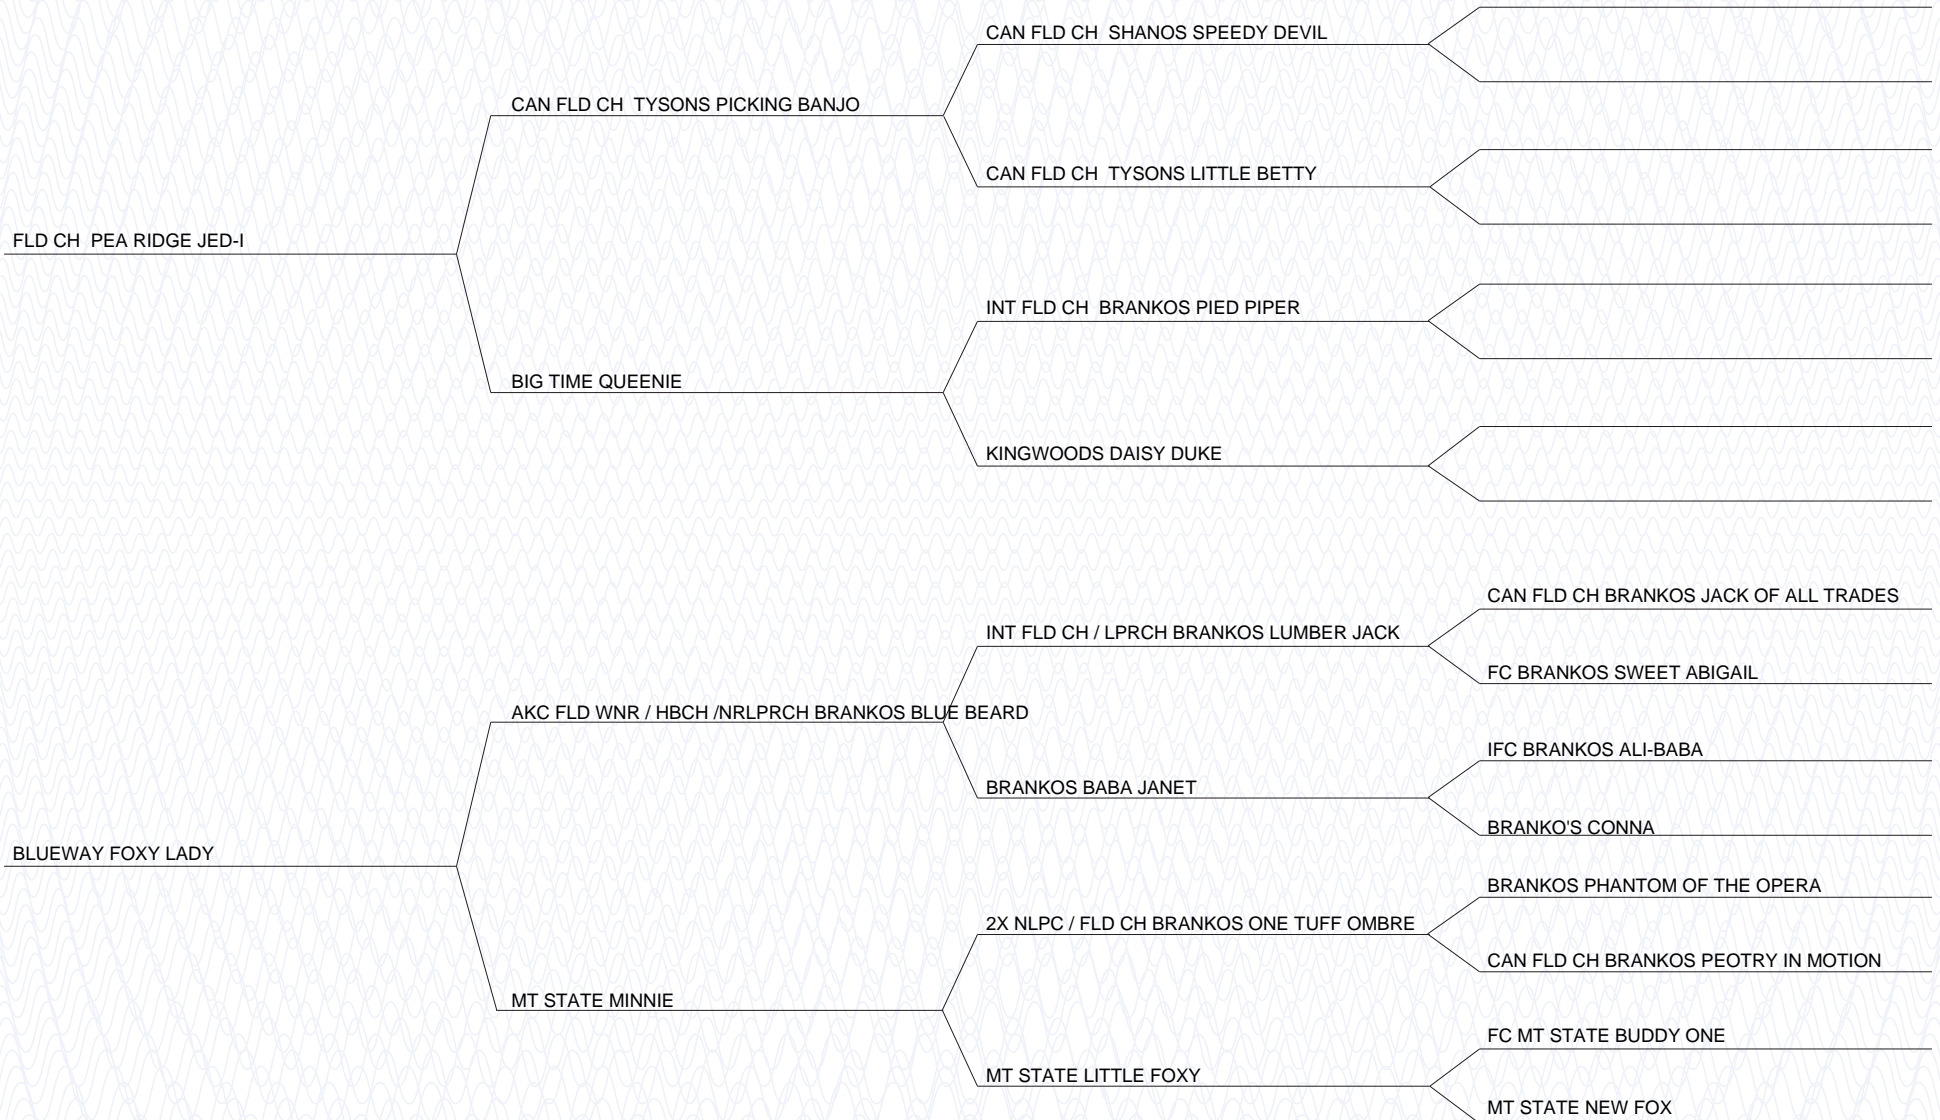 CAN FLD CH  SHANOS SPEEDY DEVIL
CAN FLD CH  TYSONS PICKING BANJO
CAN FLD CH  TYSONS LITTLE BETTY
FLD CH  PEA RIDGE JED-I
INT FLD CH  BRANKOS PIED PIPER
BIG TIME QUEENIE
KINGWOODS DAISY DUKE
CAN FLD CH BRANKOS JACK OF ALL TRADES
INT FLD CH / LPRCH BRANKOS LUMBER JACK
FC BRANKOS SWEET ABIGAIL
AKC FLD WNR / HBCH /NRLPRCH BRANKOS BLUE BEARD
IFC BRANKOS ALI-BABA
BRANKOS BABA JANET
BRANKO'S CONNA
BLUEWAY FOXY LADY
BRANKOS PHANTOM OF THE OPERA
2X NLPC / FLD CH BRANKOS ONE TUFF OMBRE
CAN FLD CH BRANKOS PEOTRY IN MOTION
MT STATE MINNIE
FC MT STATE BUDDY ONE
MT STATE LITTLE FOXY
MT STATE NEW FOX